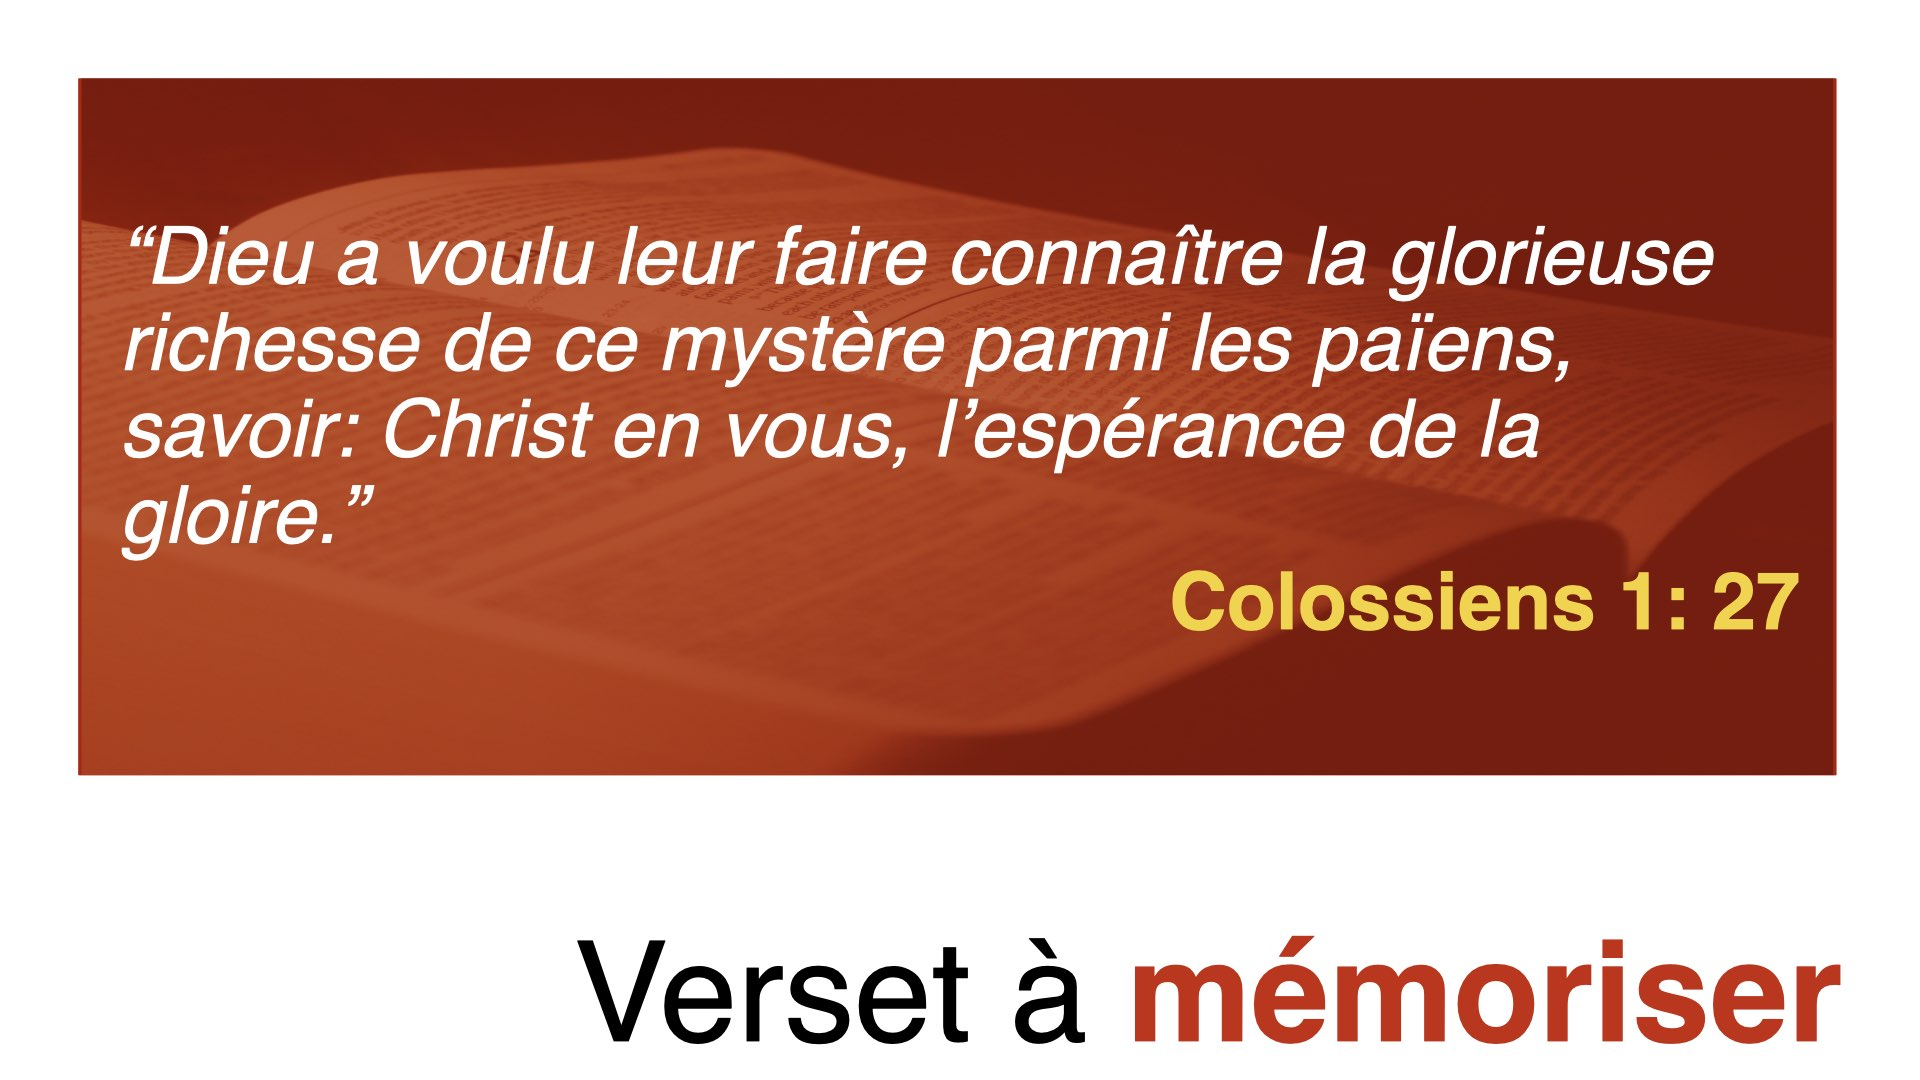 “Dieu a voulu leur faire connaître la glorieuse
richesse de ce mystère parmi les païens,
savoir: Christ en vous, l’espérance de la
gloire.”
Colossiens 1: 27
Verset à mémoriser